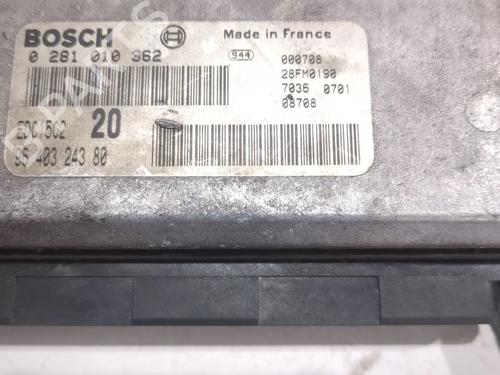 BOSCH
Made in France
0 281 010 362
944
000708
28FM0190
7036 0701
08708
EDC15C2 20
96 403 243 80